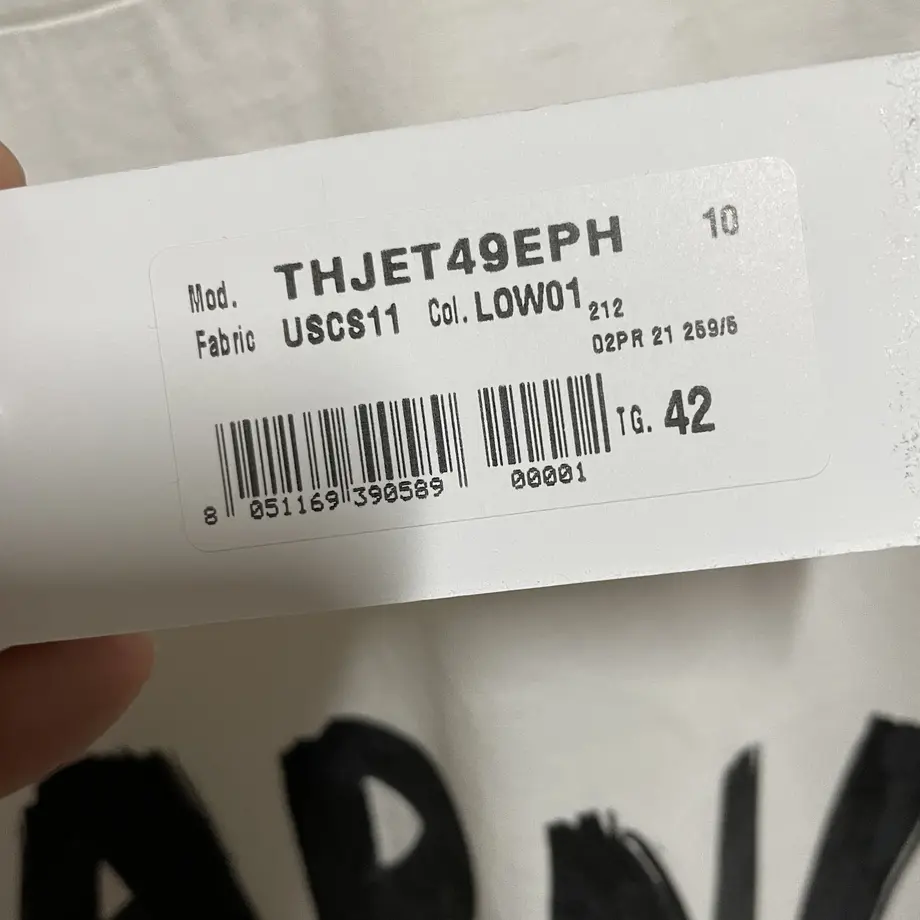 Mod. THJET49EPH 10
Fabric USCS11 Col. LOW01 212
02PR 21 259/5
8 051169 390589 00001 TG. 42